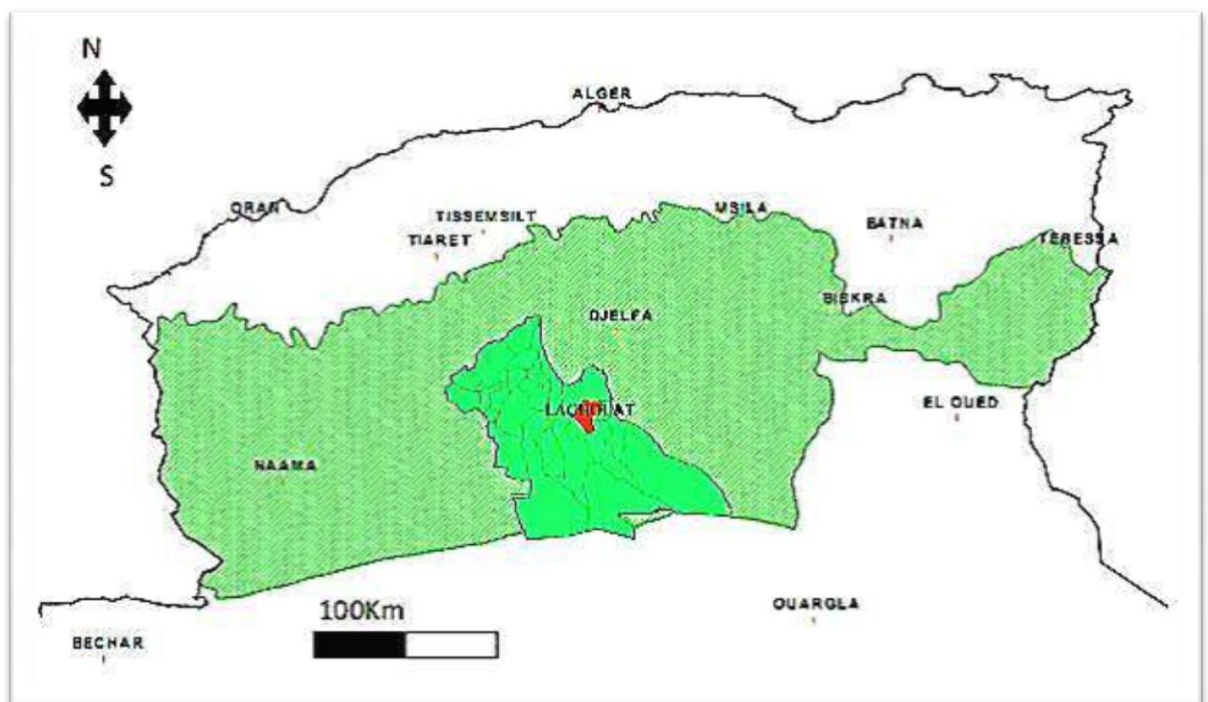 N
S
ALGER
ORAN
TISSEMSILT
TIARET
MSILA
BATNA
TEBESSA
BISKRA
DJELFA
LAGHOUAT
EL OUED
NAAMA
100Km
OUARGLA
BECHAR